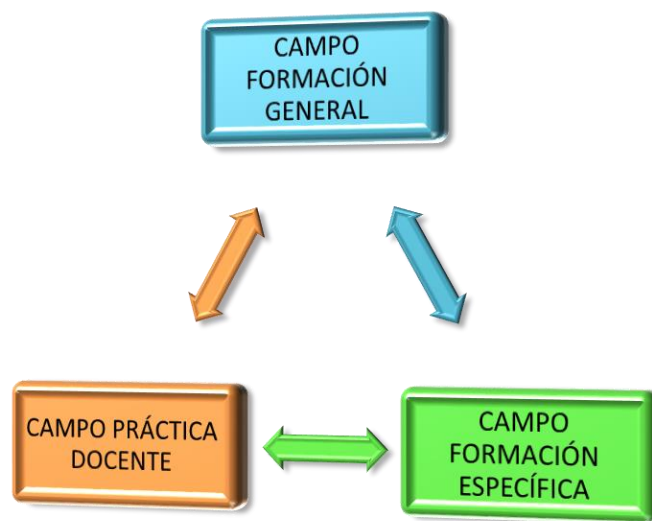 CAMPO
FORMACIÓN
GENERAL
CAMPO PRÁCTICA
DOCENTE
CAMPO
FORMACIÓN
ESPECÍFICA